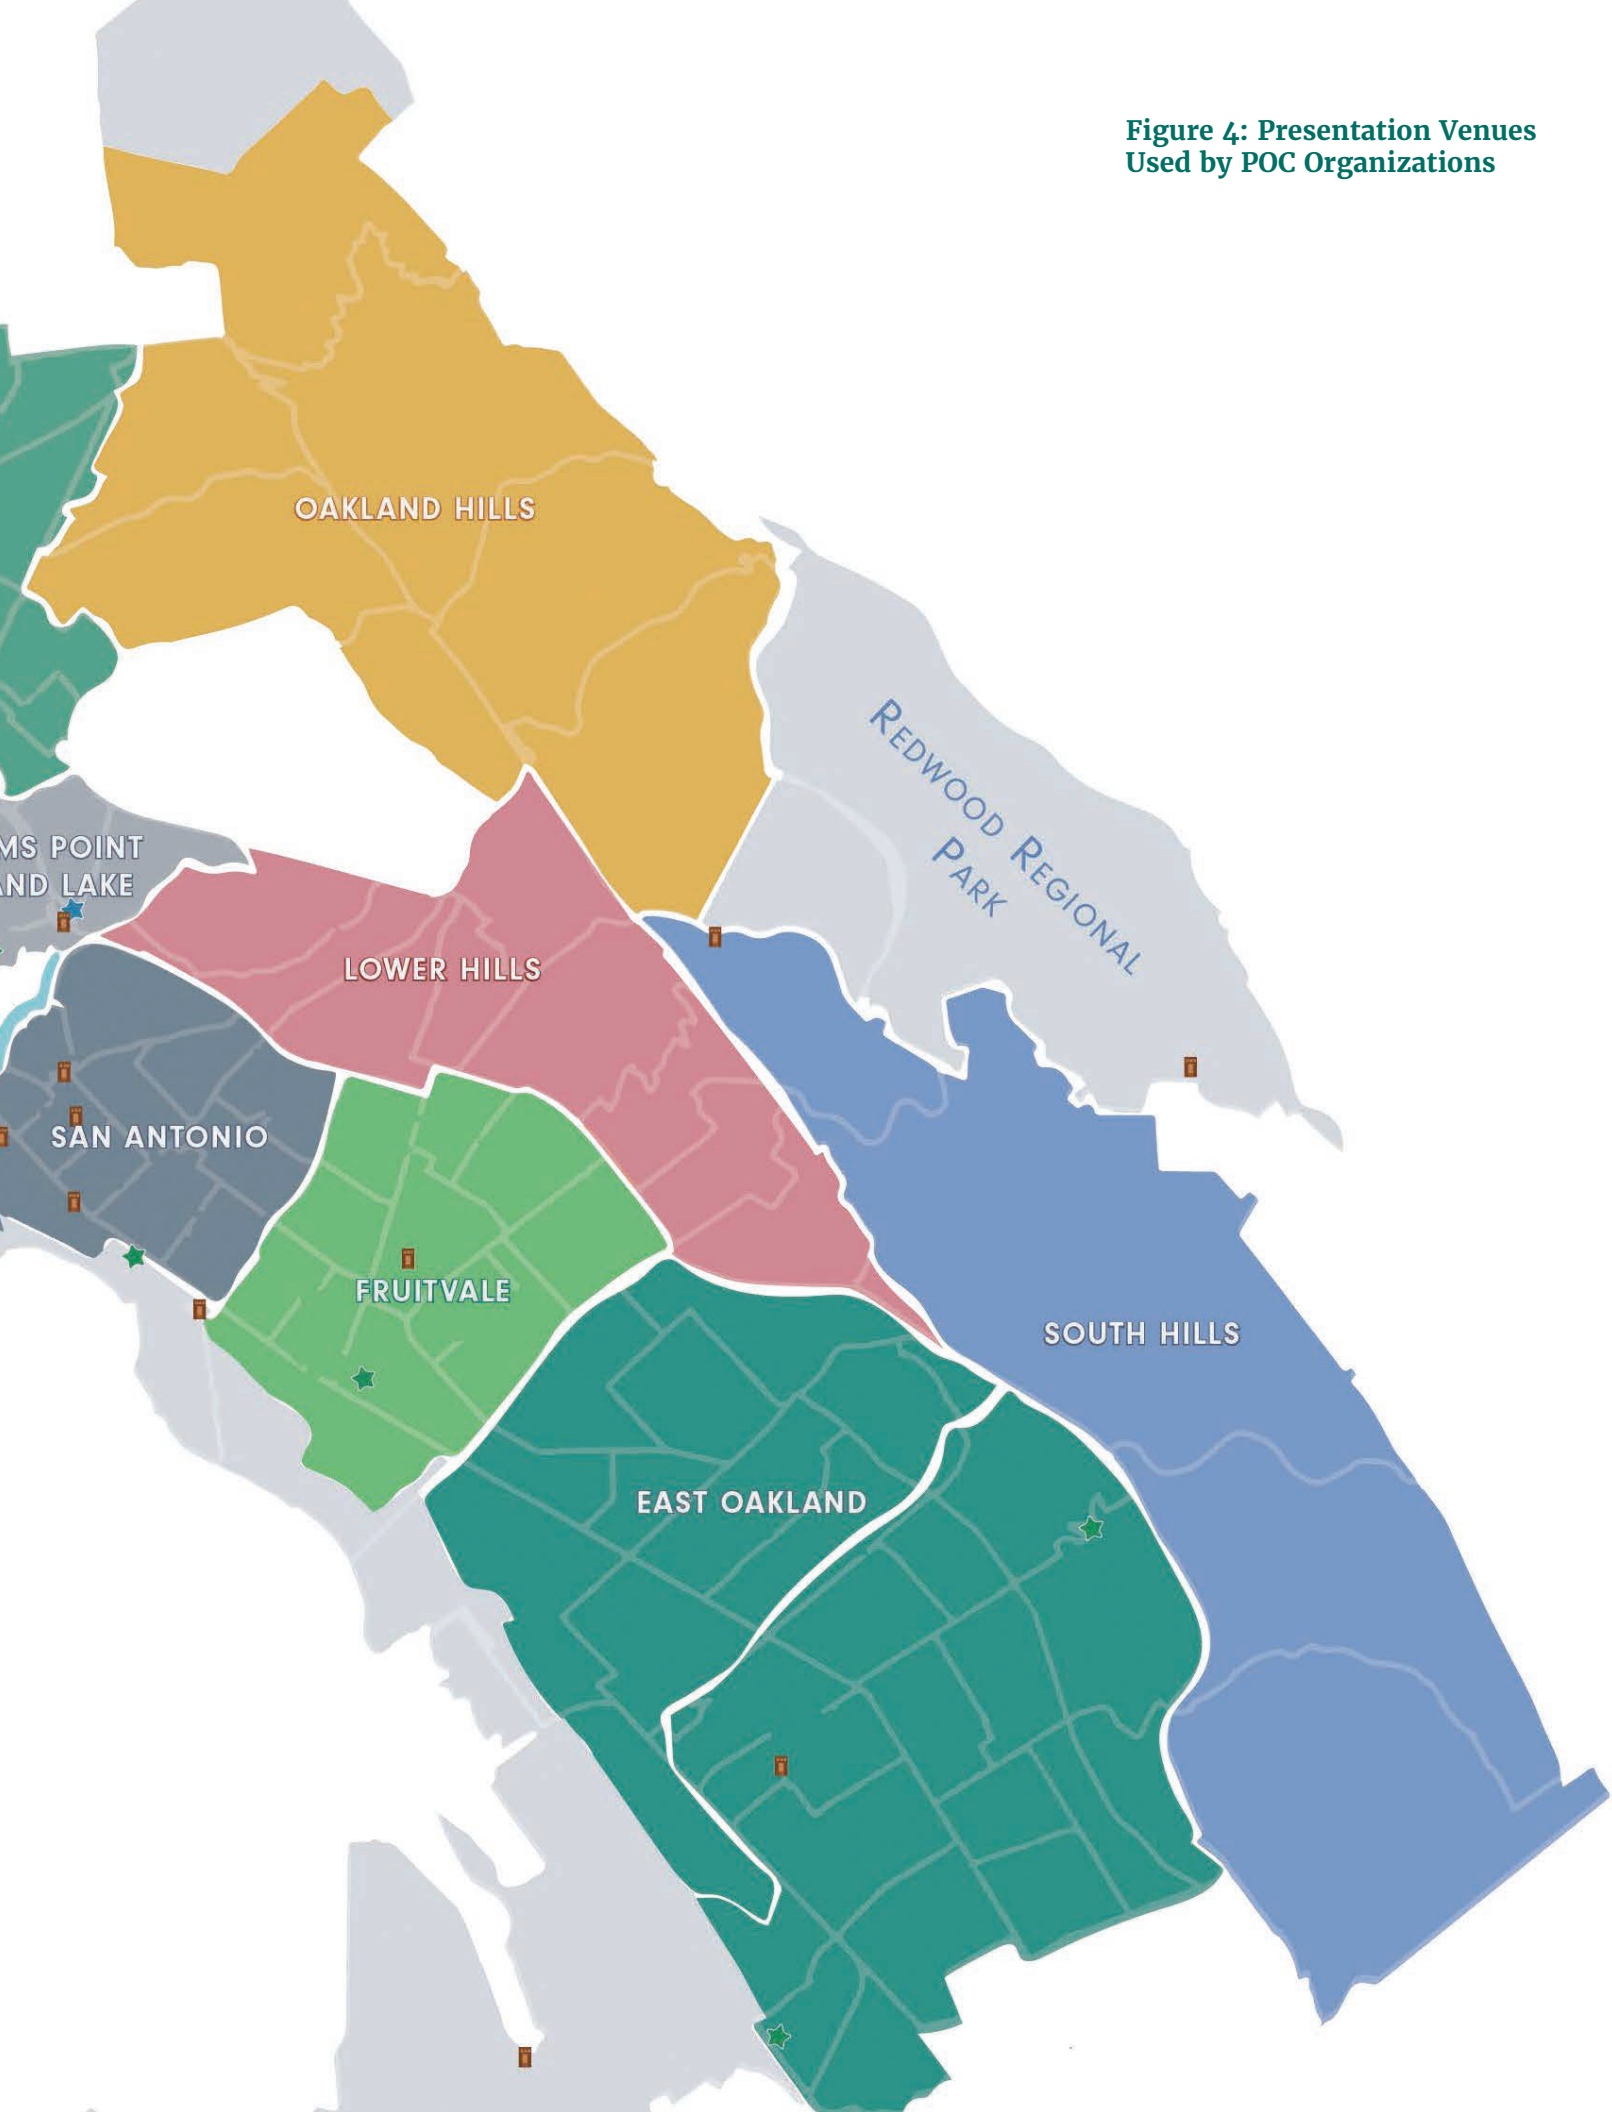 Figure 4: Presentation Venues
Used by POC Organizations
OAKLAND HILLS
REDWOOD REGIONAL
PARK
MS POINT
AND LAKE
LOWER HILLS
SAN ANTONIO
FRUITVALE
SOUTH HILLS
EAST OAKLAND